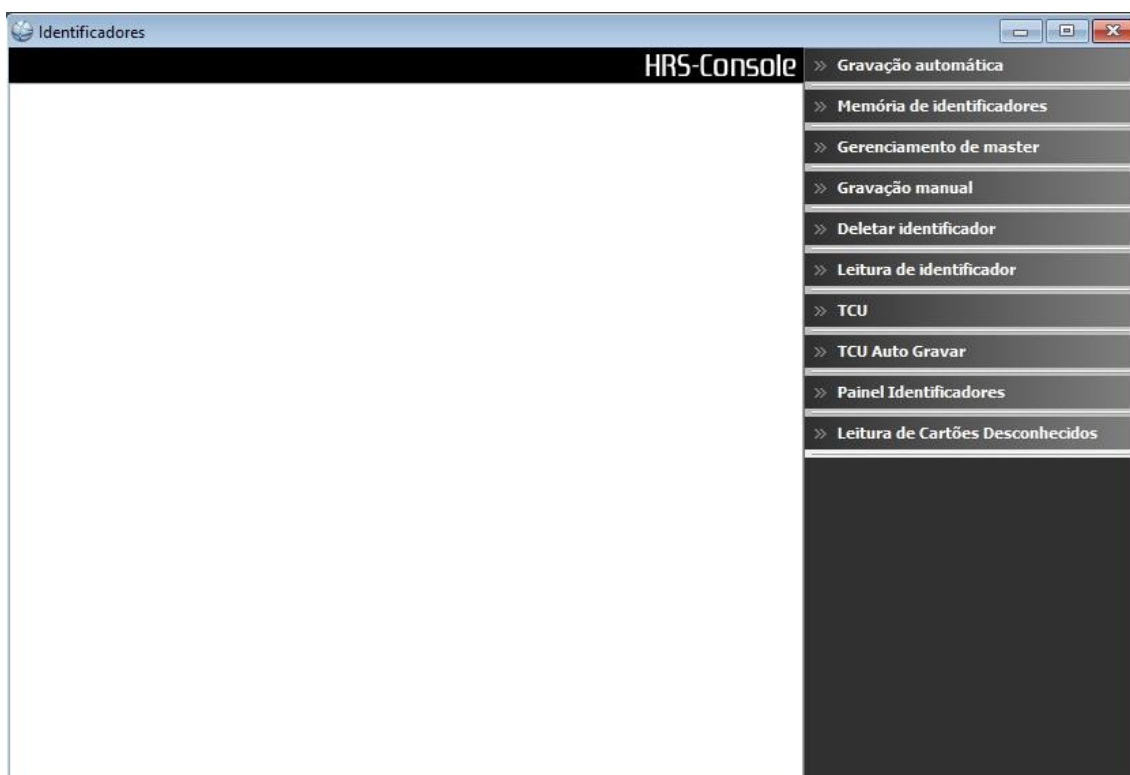 Identificadores
HRS-Console
Gravação automática
Memória de identificadores
Gerenciamento de master
Gravação manual
Deletar identificador
Leitura de identificador
TCU
TCU Auto Gravar
Painel Identificadores
Leitura de Cartões Desconhecidos